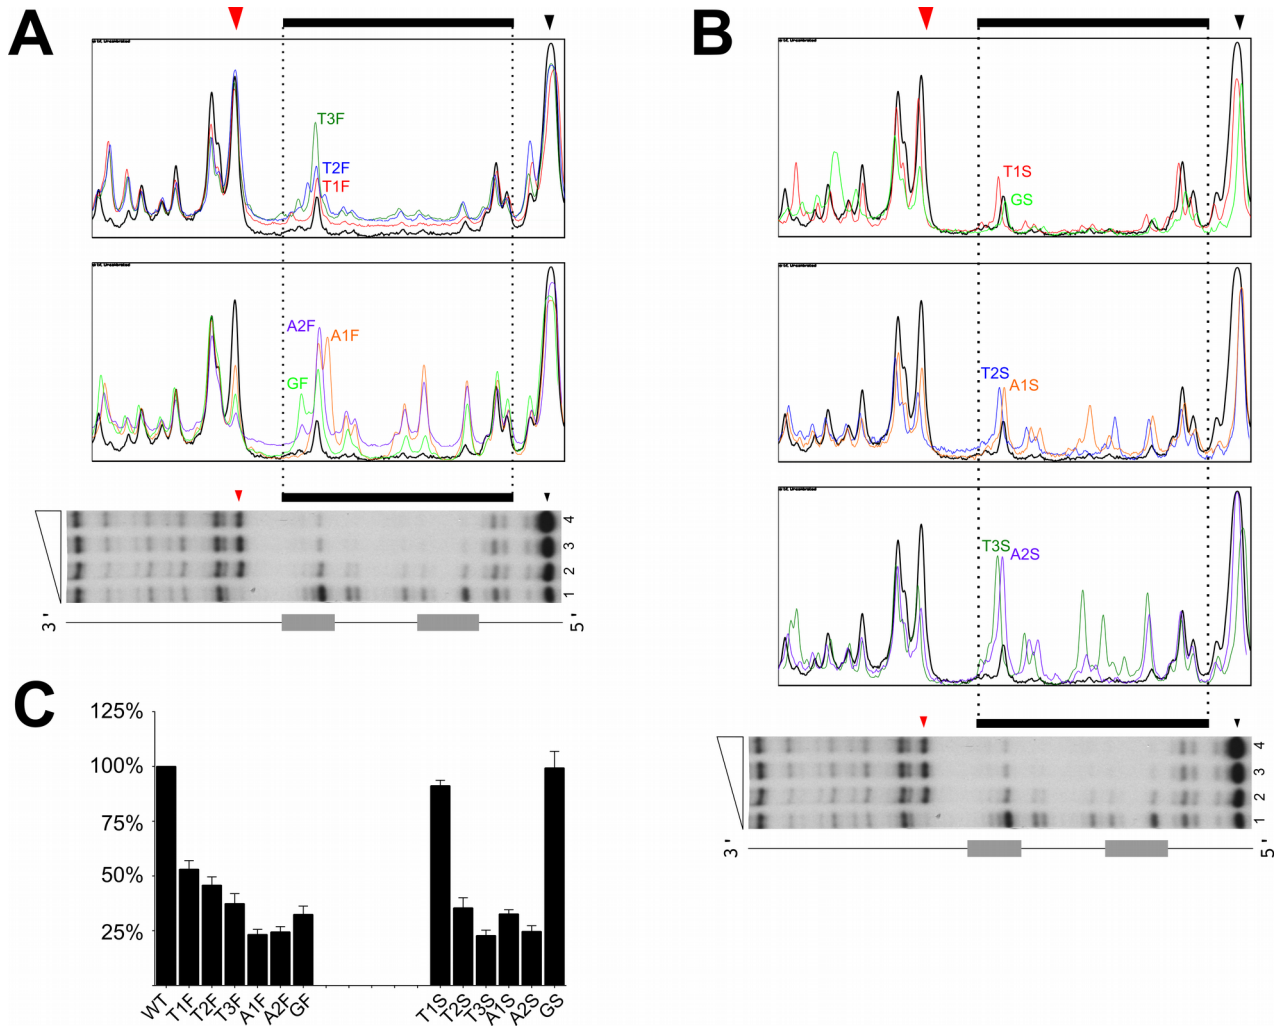 A
B
T3F
T2F
T1F
T1S
GS
A2F
A1F
GF
T2S
A1S
T3S
A2S
4
3
2
1
3'
5'
4
3
2
1
3'
5'
C
125%
100%
75%
50%
25%
WT T1F T2F T3F A1F A2F GF T1S T2S T3S A1S A2S GS